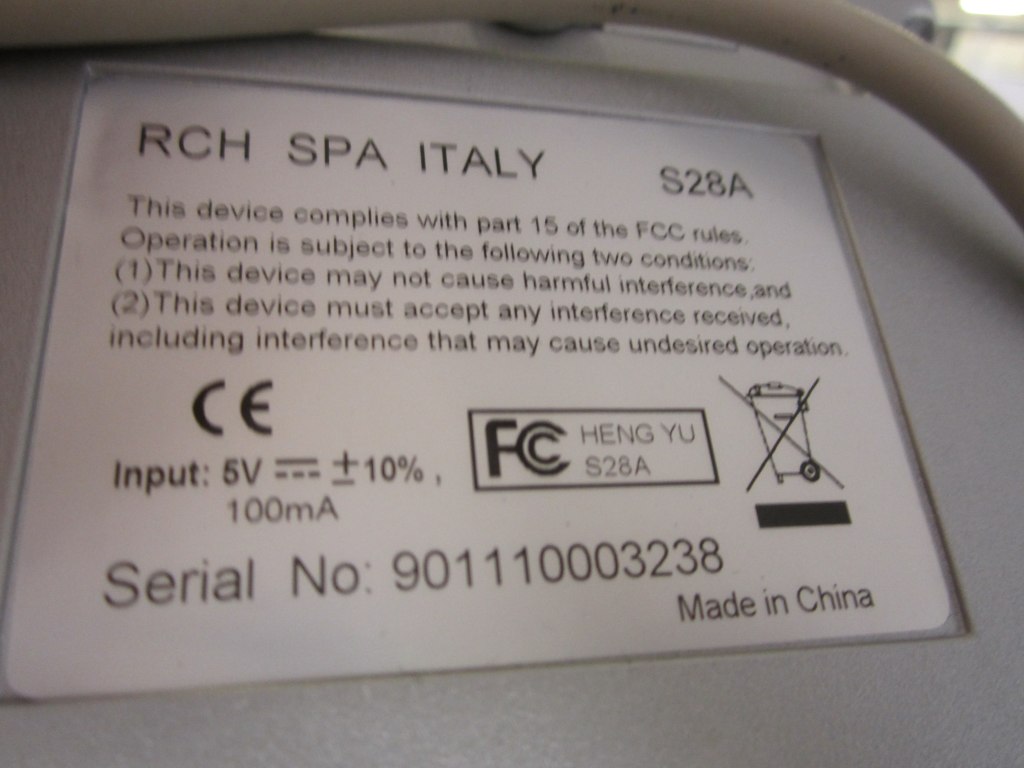 RCH SPA ITALY S28A
This device complies with part 15 of the FCC rules.
Operation is subject to the following two conditions:
(1)This device may not cause harmful interference,and
(2)This device must accept any interference received,
including interference that may cause undesired operation.
CE
FC HENG YU
S28A
Input: 5V ⎓ ±10% ,
100mA
Serial No: 901110003238
Made in China